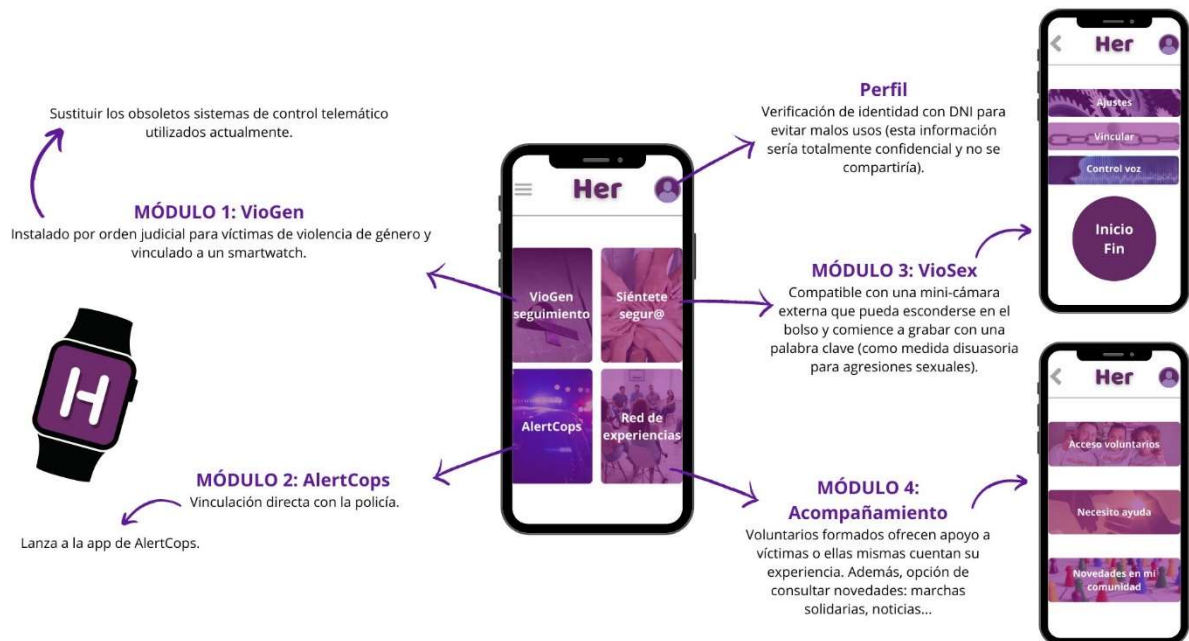 Sustituir los obsoletos sistemas de control telemático
utilizados actualmente.
MÓDULO 1: VioGen
Instalado por orden judicial para víctimas de violencia de género y
vinculado a un smartwatch.
H
MÓDULO 2: AlertCops
Vinculación directa con la policía.
Lanza a la app de AlertCops.
Her
VioGen
seguimiento
Siéntete
segur@
AlertCops
Red de
experiencias
Perfil
Verificación de identidad con DNI para
evitar malos usos (esta información
sería totalmente confidencial y no se
compartiría).
MÓDULO 3: VioSex
Compatible con una mini-cámara
externa que pueda esconderse en el
bolso y comience a grabar con una
palabra clave (como medida disuasoria
para agresiones sexuales).
MÓDULO 4:
Acompañamiento
Voluntarios formados ofrecen apoyo a
víctimas o ellas mismas cuentan su
experiencia. Además, opción de
consultar novedades: marchas
solidarias, noticias...
Her
Ajustes
Vincular
Control voz
Inicio
Fin
Her
Acceso voluntarios
Necesito ayuda
Novedades en mi
comunidad